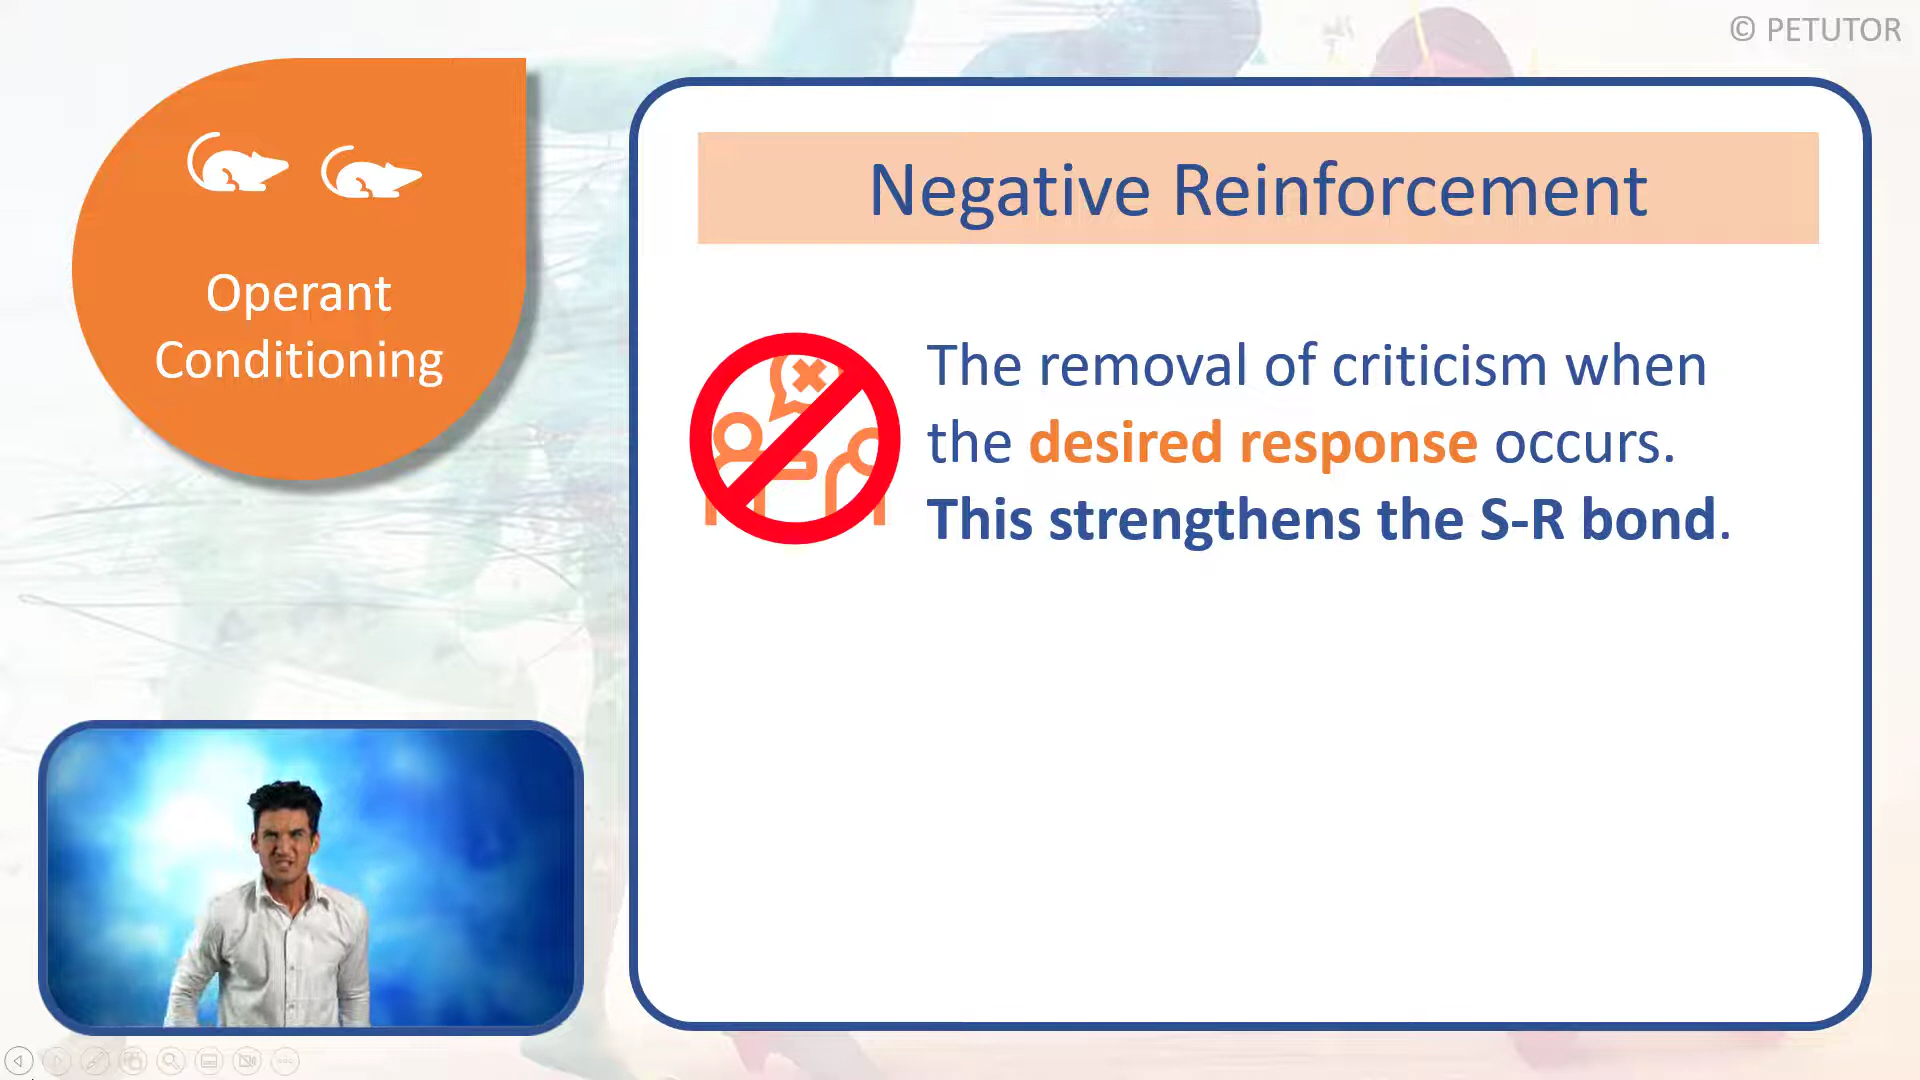 © PETUTOR
Operant
Conditioning
Negative Reinforcement
The removal of criticism when
the desired response occurs.
This strengthens the S-R bond.